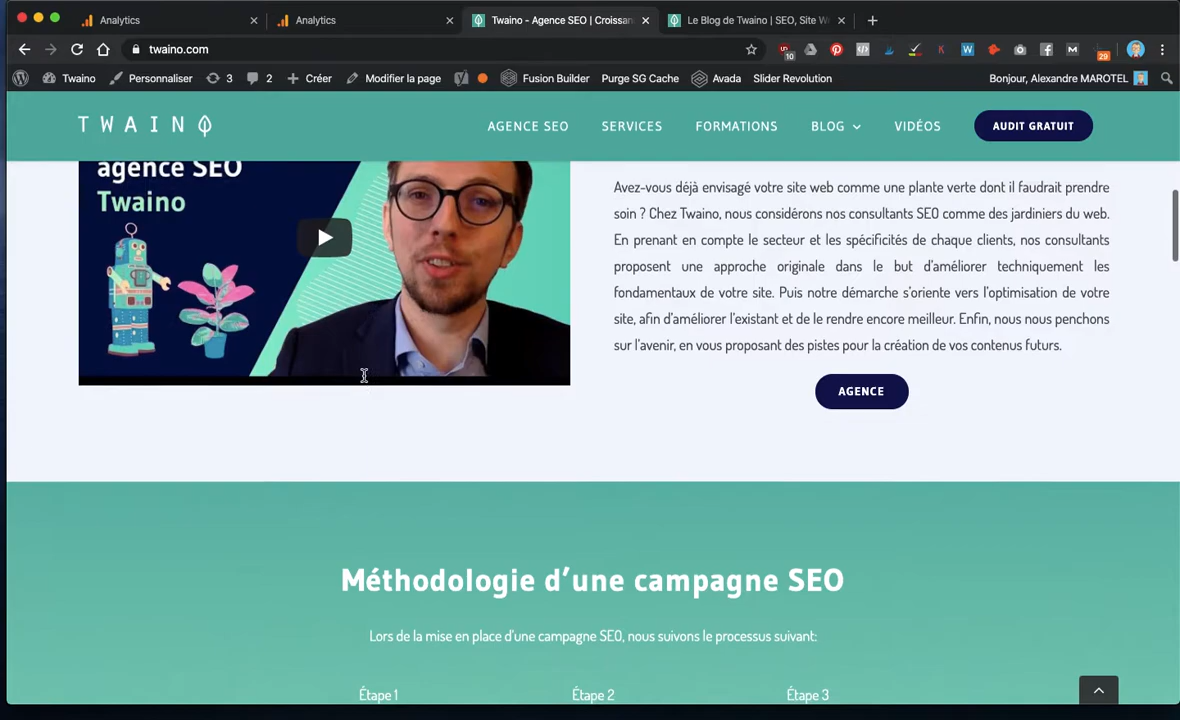 Analytics
Analytics
Twaino - Agence SEO | Croissan
Le Blog de Twaino | SEO, Site W
twaino.com
10
29
Twaino
Personnaliser
3
2
Créer
Modifier la page
Fusion Builder
Purge SG Cache
Avada
Slider Revolution
Bonjour, Alexandre MAROTEL
TWAINO
AGENCE SEO
SERVICES
FORMATIONS
BLOG
VIDÉOS
AUDIT GRATUIT
agence SEO
Twaino
Avez-vous déjà envisagé votre site web comme une plante verte dont il faudrait prendre
soin ? Chez Twaino, nous considérons nos consultants SEO comme des jardiniers du web.
En prenant en compte le secteur et les spécificités de chaque clients, nos consultants
proposent une approche originale dans le but d’améliorer techniquement les
fondamentaux de votre site. Puis notre démarche s’oriente vers l’optimisation de votre
site, afin d’améliorer l’existant et de le rendre encore meilleur. Enfin, nous nous penchons
sur l’avenir, en vous proposant des pistes pour la création de vos contenus futurs.
AGENCE
Méthodologie d’une campagne SEO
Lors de la mise en place d’une campagne SEO, nous suivons le processus suivant:
Étape 1
Étape 2
Étape 3